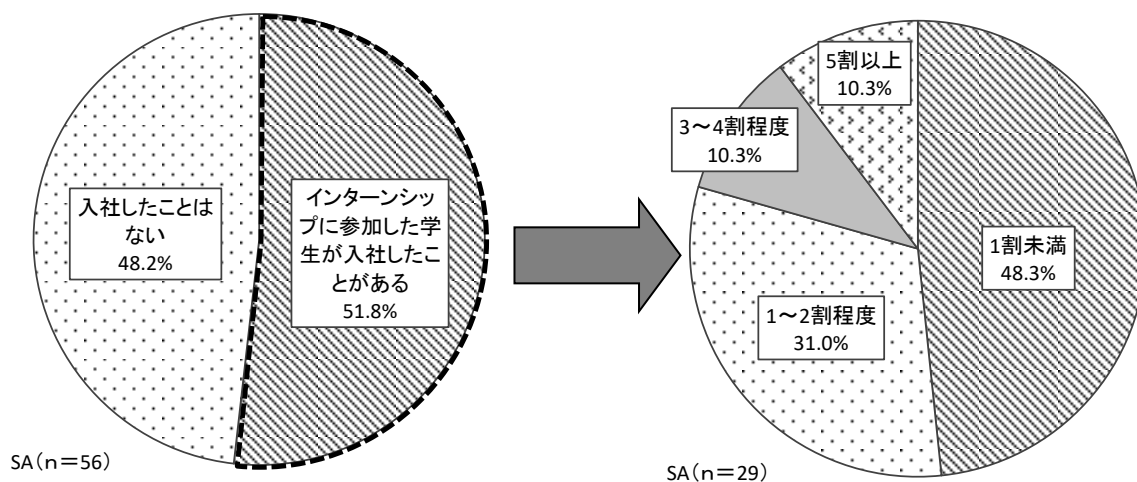 入社したことは
ない
48.2%
インターンシッ
プに参加した学
生が入社したこ
とがある
51.8%
SA(n=56)
5割以上
10.3%
3~4割程度
10.3%
1割未満
48.3%
1~2割程度
31.0%
SA(n=29)